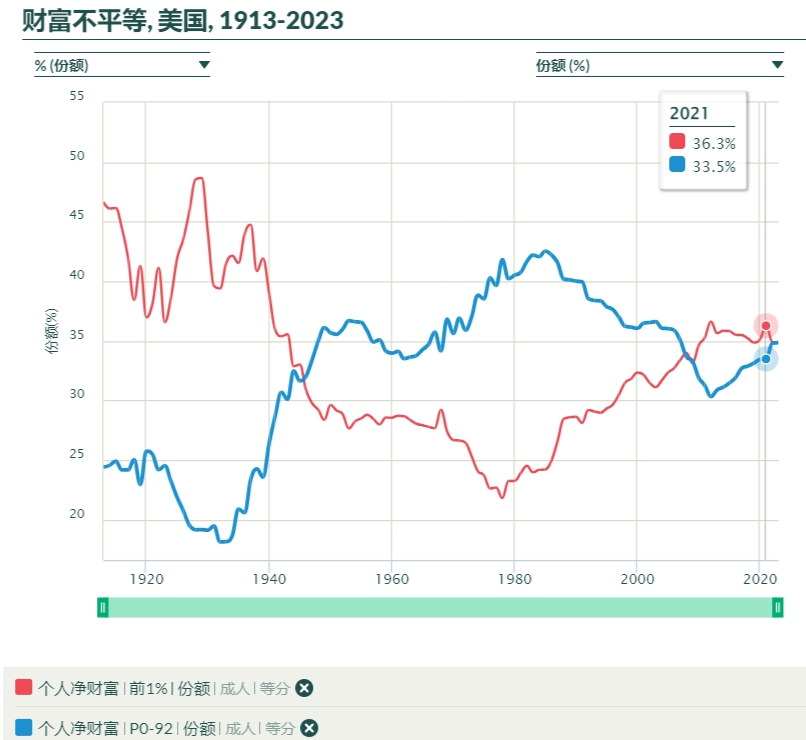 财富不平等, 美国, 1913-2023
% (份额)
份额 (%)
2021
36.3%
33.5%
55
50
45
40
35
30
25
20
份额(%)
1920
1940
1960
1980
2000
2020
个人净财富 | 前1% | 份额 | 成人 | 等分
个人净财富 | P0-92 | 份额 | 成人 | 等分